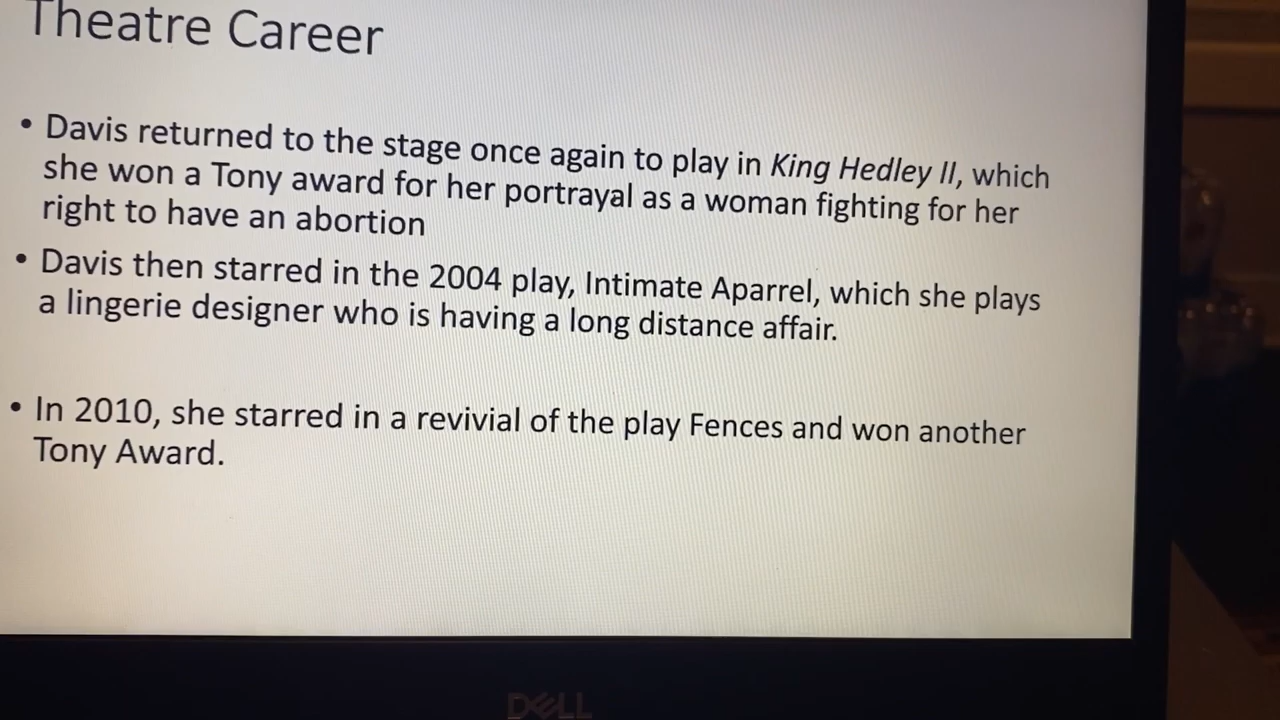 Theatre Career
• Davis returned to the stage once again to play in King Hedley II, which
she won a Tony award for her portrayal as a woman fighting for her
right to have an abortion
• Davis then starred in the 2004 play, Intimate Aparrel, which she plays
a lingerie designer who is having a long distance affair.
• In 2010, she starred in a revivial of the play Fences and won another
Tony Award.
DELL